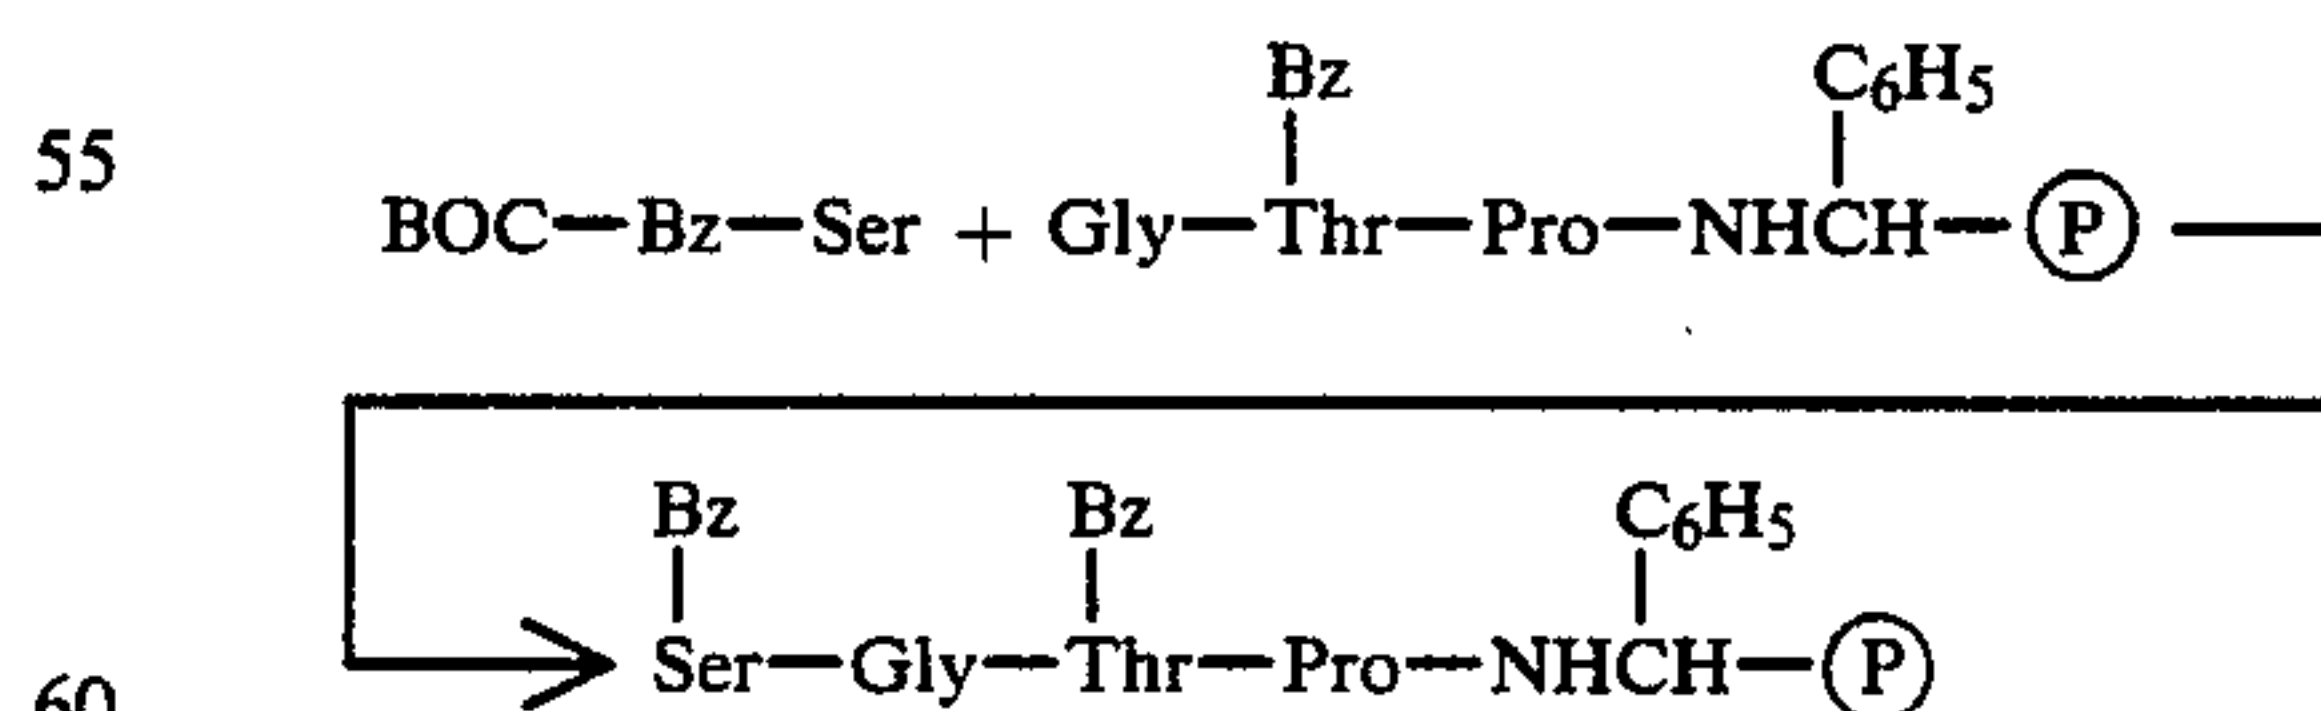 Bz C₆H₅
55
BOC—Bz—Ser + Gly—Thr—Pro—NHCH—Ⓟ
Bz Bz C₆H₅
Ser—Gly—Thr—Pro—NHCH—Ⓟ
60